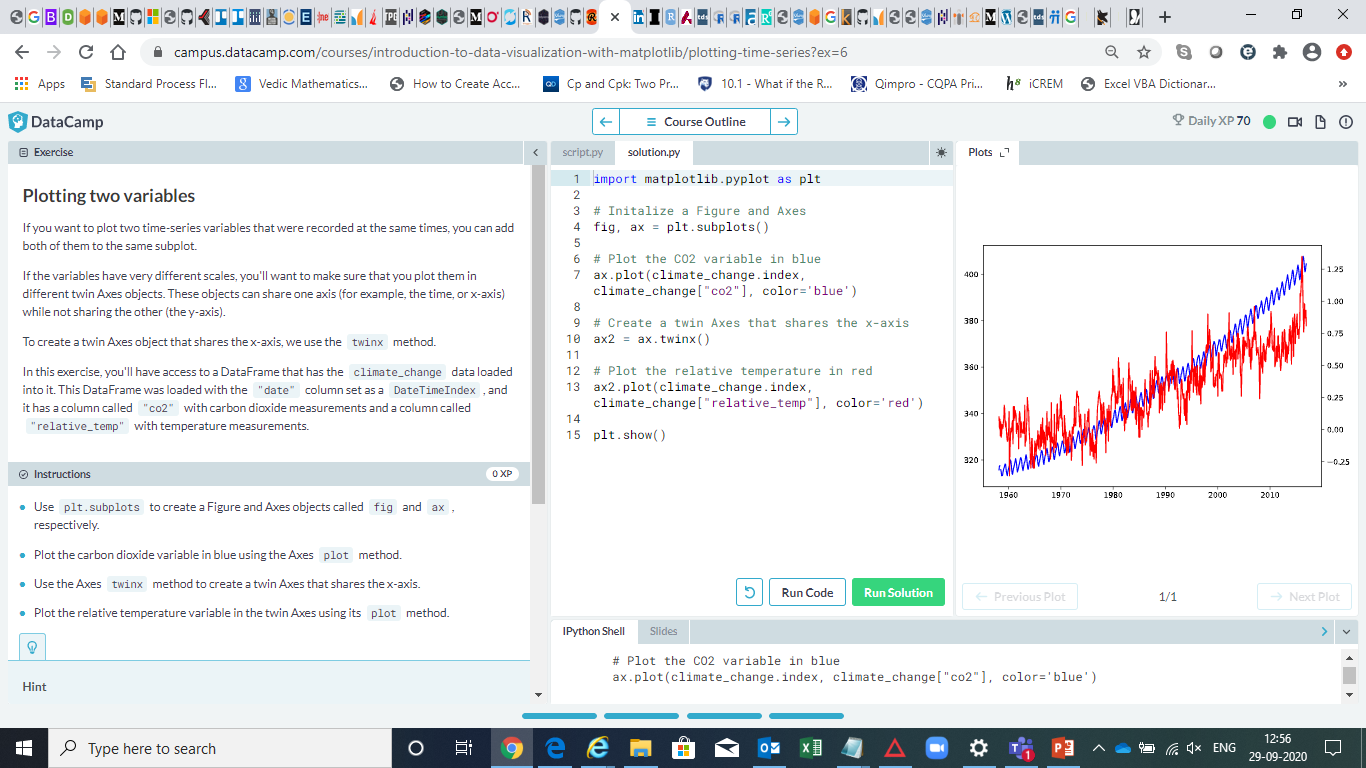 campus.datacamp.com/courses/introduction-to-data-visualization-with-matplotlib/plotting-time-series?ex=6
Apps
Standard Process Fl...
Vedic Mathematics...
How to Create Acc...
Cp and Cpk: Two Pr...
10.1 - What if the R...
Qimpro - CQPA Pri...
iCREM
Excel VBA Dictionar...
»
DataCamp
Course Outline
Daily XP 70
Exercise
Plotting two variables
If you want to plot two time-series variables that were recorded at the same times, you can add
both of them to the same subplot.
If the variables have very different scales, you'll want to make sure that you plot them in
different twin Axes objects. These objects can share one axis (for example, the time, or x-axis)
while not sharing the other (the y-axis).
To create a twin Axes object that shares the x-axis, we use the twinx method.
In this exercise, you'll have access to a DataFrame that has the climate_change data loaded
into it. This DataFrame was loaded with the "date" column set as a DateTimeIndex , and
it has a column called "co2" with carbon dioxide measurements and a column called
"relative_temp" with temperature measurements.
Instructions
0 XP
Use plt.subplots to create a Figure and Axes objects called fig and ax ,
respectively.
Plot the carbon dioxide variable in blue using the Axes plot method.
Use the Axes twinx method to create a twin Axes that shares the x-axis.
Plot the relative temperature variable in the twin Axes using its plot method.
Hint
script.py
solution.py
1 import matplotlib.pyplot as plt
2
3 # Initalize a Figure and Axes
4 fig, ax = plt.subplots()
5
6 # Plot the CO2 variable in blue
7 ax.plot(climate_change.index,
climate_change["co2"], color='blue')
8
9 # Create a twin Axes that shares the x-axis
10 ax2 = ax.twinx()
11
12 # Plot the relative temperature in red
13 ax2.plot(climate_change.index,
climate_change["relative_temp"], color='red')
14
15 plt.show()
Run Code
Run Solution
IPython Shell
Slides
# Plot the CO2 variable in blue
ax.plot(climate_change.index, climate_change["co2"], color='blue')
Plots
400
380
360
340
320
1.25
1.00
0.75
0.50
0.25
0.00
−0.25
1960 1970 1980 1990 2000 2010
Previous Plot
1/1
Next Plot
Type here to search
ENG
12:56
29-09-2020